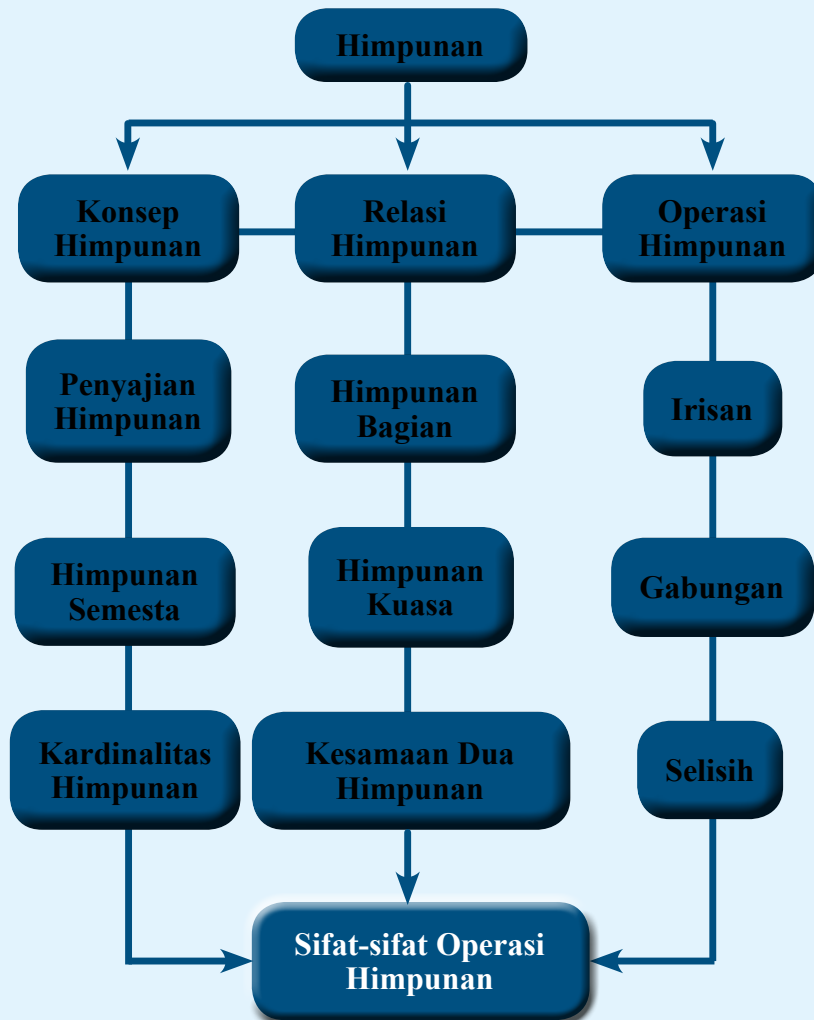 Himpunan
Konsep
Himpunan
Relasi
Himpunan
Operasi
Himpunan
Penyajian
Himpunan
Himpunan
Bagian
Irisan
Himpunan
Semesta
Himpunan
Kuasa
Gabungan
Kardinalitas
Himpunan
Kesamaan Dua
Himpunan
Selisih
Sifat-sifat Operasi
Himpunan